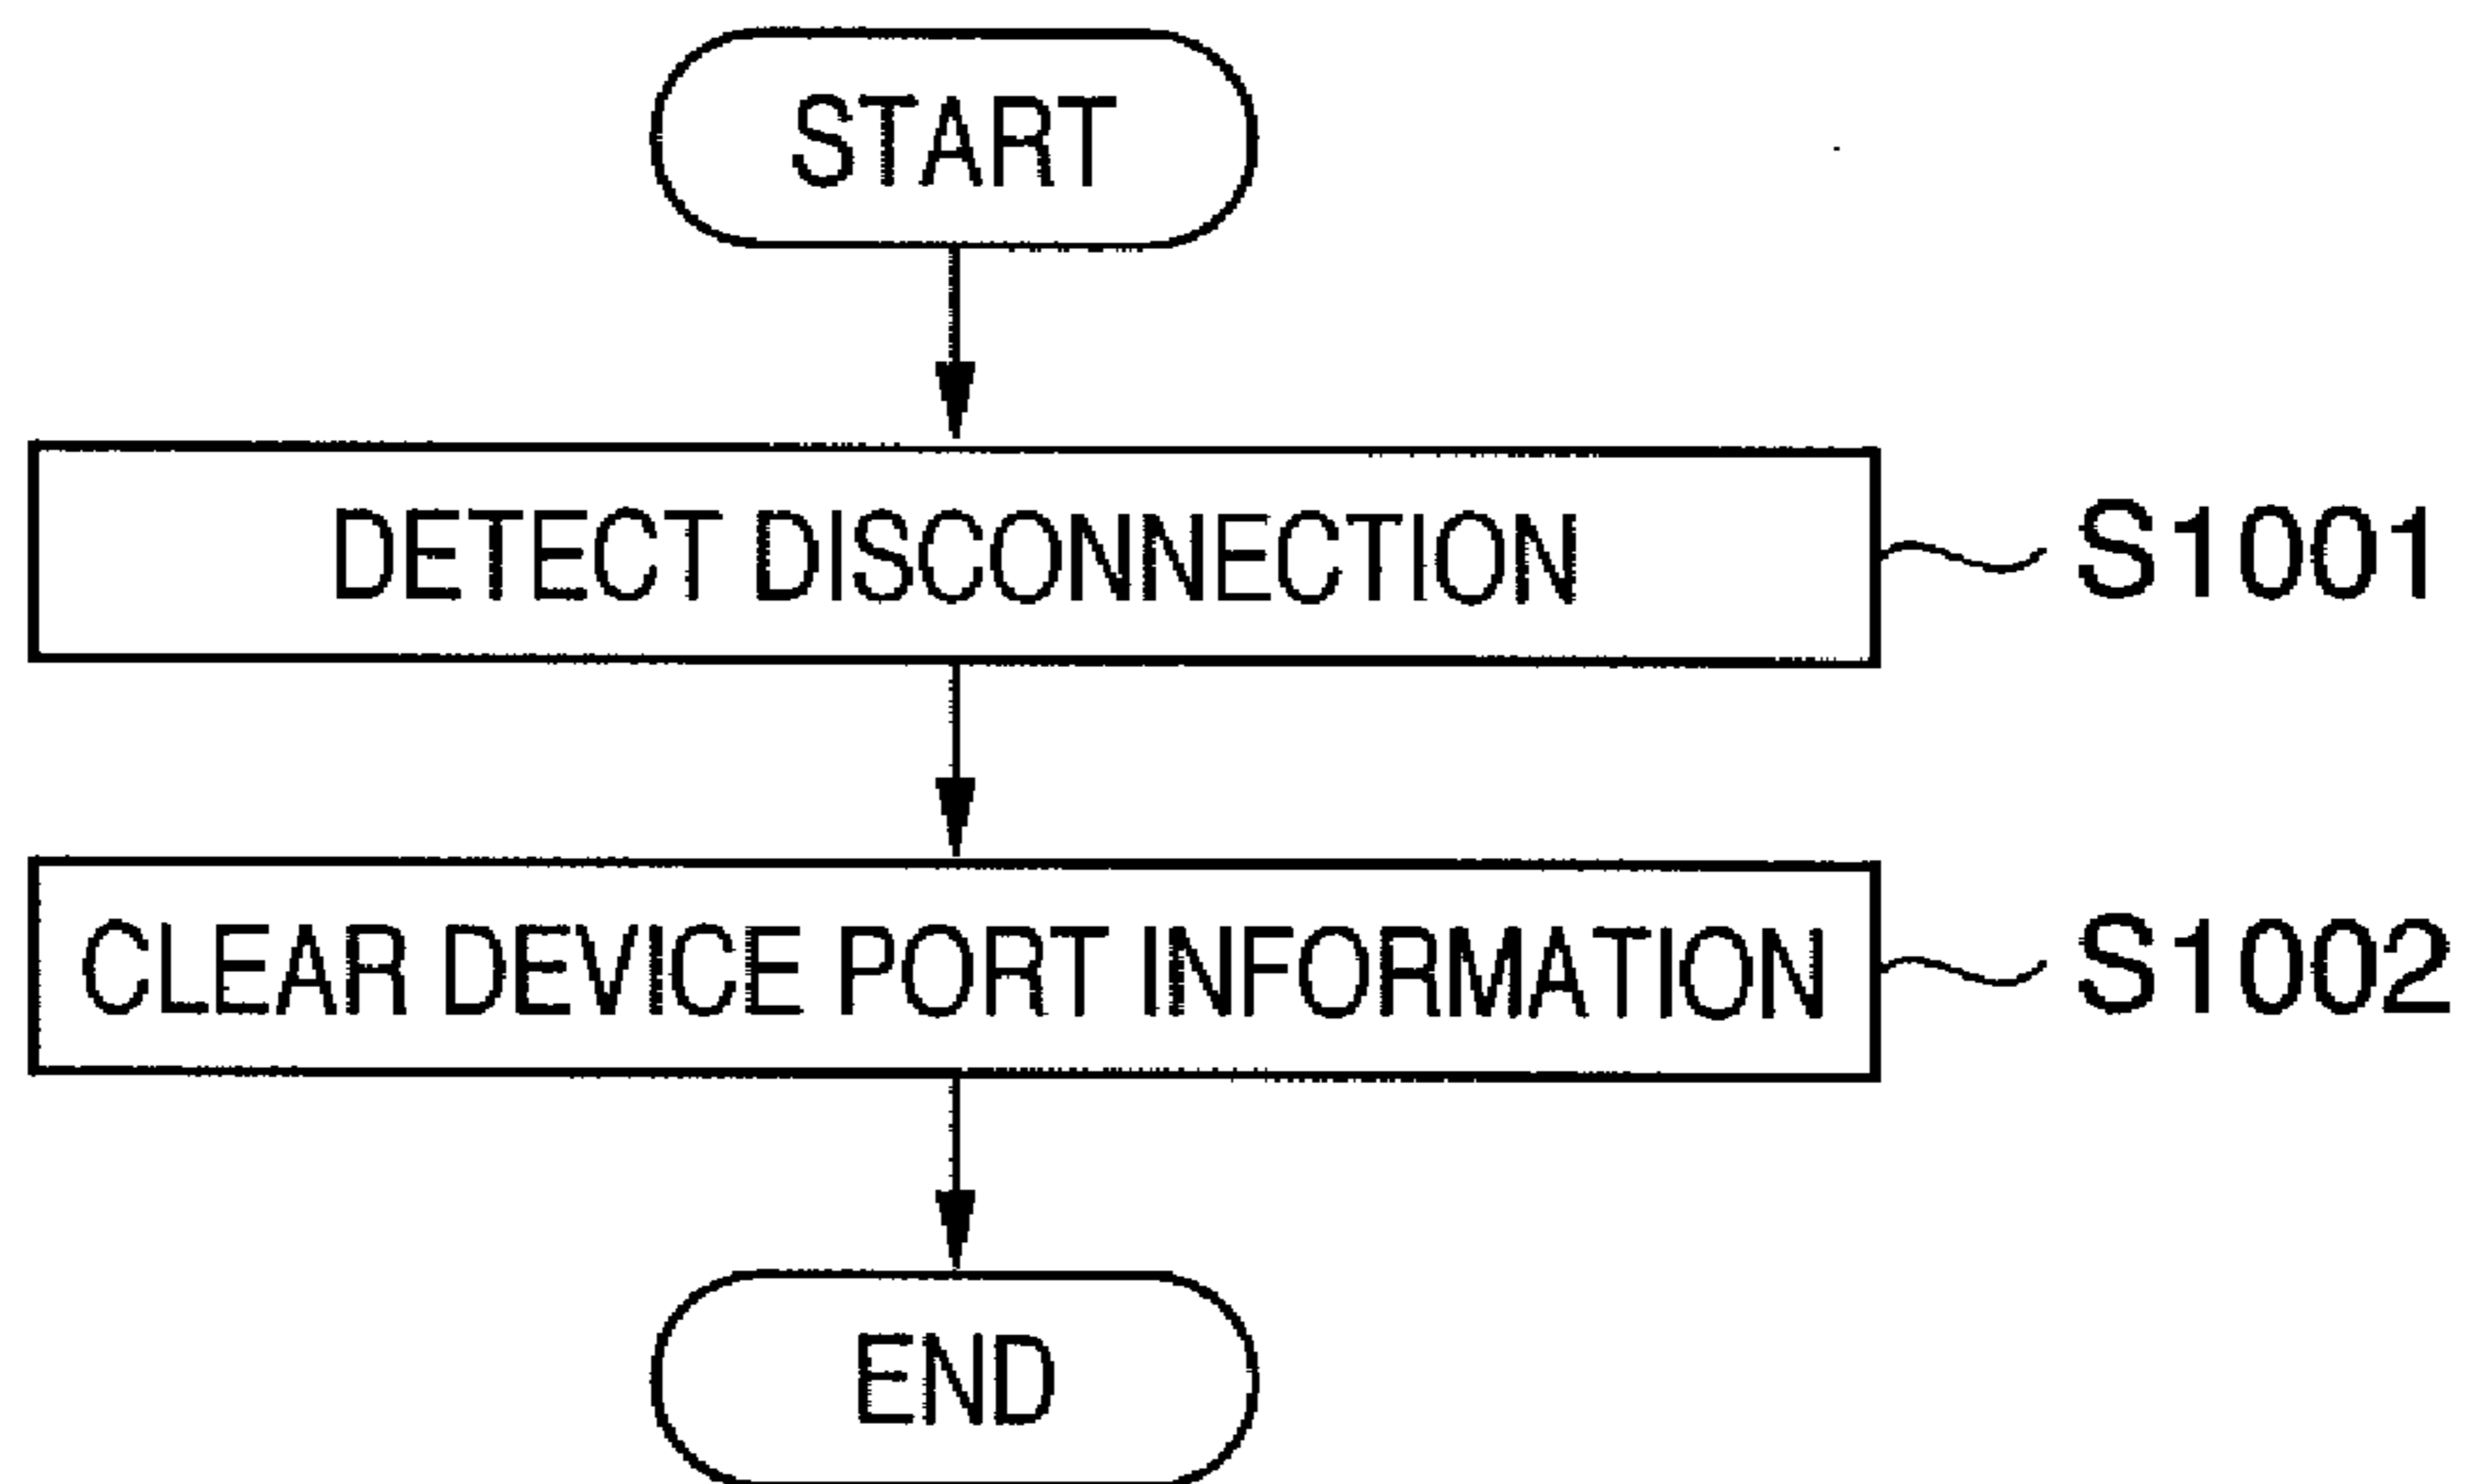 START
DETECT DISCONNECTION
S1001
CLEAR DEVICE PORT INFORMATION
S1002
END